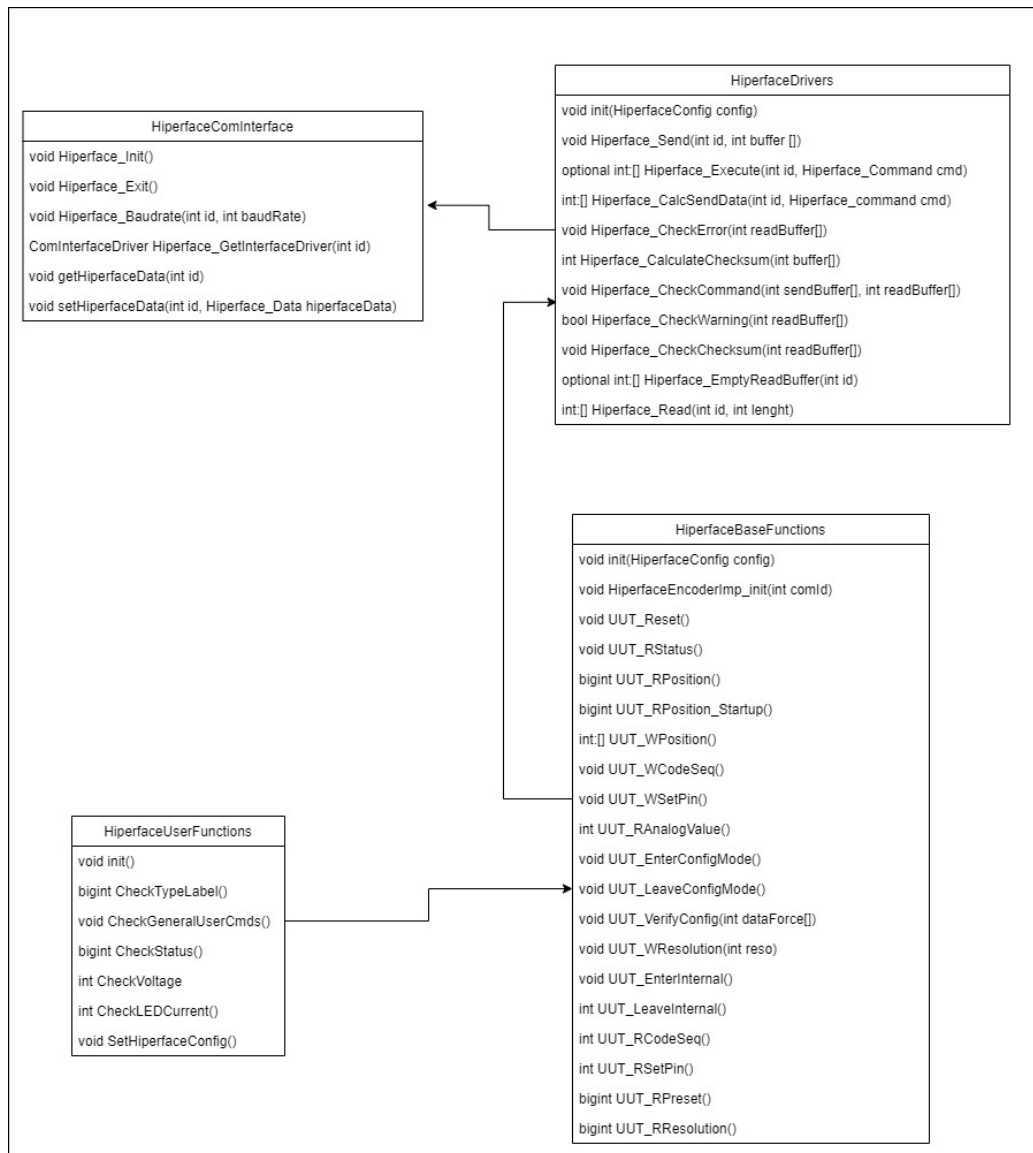 HiperfaceComInterface
void Hiperface_Init()
void Hiperface_Exit()
void Hiperface_Baudrate(int id, int baudRate)
ComInterfaceDriver Hiperface_GetInterfaceDriver(int id)
void getHiperfaceData(int id)
void setHiperfaceData(int id, Hiperface_Data hiperfaceData)
HiperfaceDrivers
void init(HiperfaceConfig config)
void Hiperface_Send(int id, int buffer [])
optional int:[] Hiperface_Execute(int id, Hiperface_Command cmd)
int:[] Hiperface_CalcSendData(int id, Hiperface_command cmd)
void Hiperface_CheckError(int readBuffer[])
int Hiperface_CalculateChecksum(int buffer[])
void Hiperface_CheckCommand(int sendBuffer[], int readBuffer[])
bool Hiperface_CheckWarning(int readBuffer[])
void Hiperface_CheckChecksum(int readBuffer[])
optional int:[] Hiperface_EmptyReadBuffer(int id)
int:[] Hiperface_Read(int id, int lenght)
HiperfaceBaseFunctions
void init(HiperfaceConfig config)
void HiperfaceEncoderImp_init(int comId)
void UUT_Reset()
void UUT_RStatus()
bigint UUT_RPosition()
bigint UUT_RPosition_Startup()
int:[] UUT_WPosition()
void UUT_WCodeSeq()
void UUT_WSetPin()
int UUT_RAnalogValue()
void UUT_EnterConfigMode()
void UUT_LeaveConfigMode()
void UUT_VerifyConfig(int dataForce[])
void UUT_WResolution(int reso)
void UUT_EnterInternal()
int UUT_LeaveInternal()
int UUT_RCodeSeq()
int UUT_RSetPin()
bigint UUT_RPreset()
bigint UUT_RResolution()
HiperfaceUserFunctions
void init()
bigint CheckTypeLabel()
void CheckGeneralUserCmds()
bigint CheckStatus()
int CheckVoltage
int CheckLEDCurrent()
void SetHiperfaceConfig()